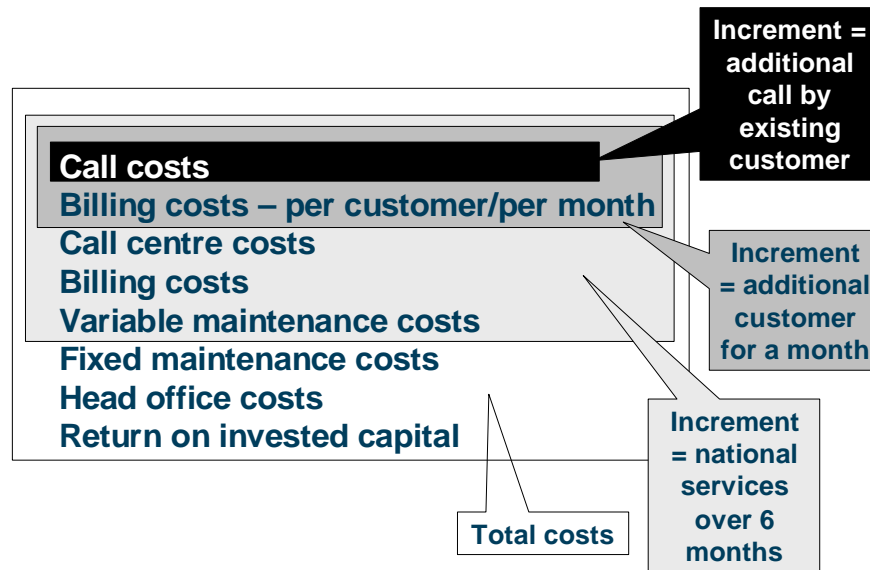 Increment =
additional
call by
existing
customer
Call costs
Billing costs – per customer/per month
Call centre costs
Billing costs
Variable maintenance costs
Fixed maintenance costs
Head office costs
Return on invested capital
Increment
= additional
customer
for a month
Increment
= national
services
over 6
months
Total costs